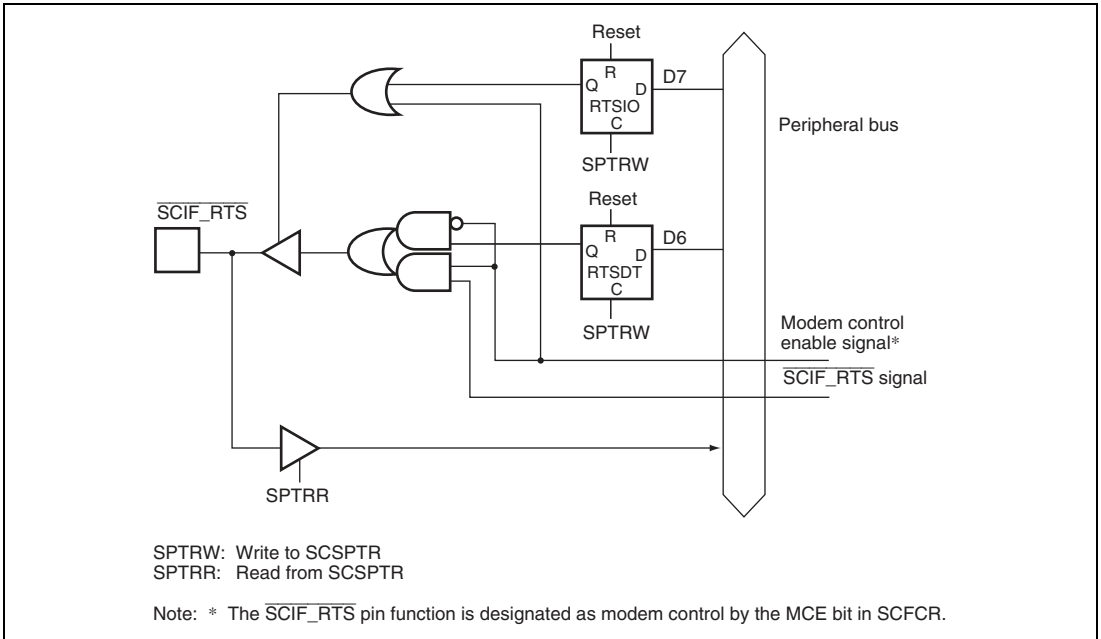 Reset
R
Q
D
D7
RTSIO
C
Peripheral bus
SPTRW
SCIF_RTS
Reset
R
Q
D
D6
RTSDT
C
SPTRW
Modem control
enable signal*
SCIF_RTS signal
SPTRR
SPTRW: Write to SCSPTR
SPTRR: Read from SCSPTR
Note: * The SCIF_RTS pin function is designated as modem control by the MCE bit in SCFCR.